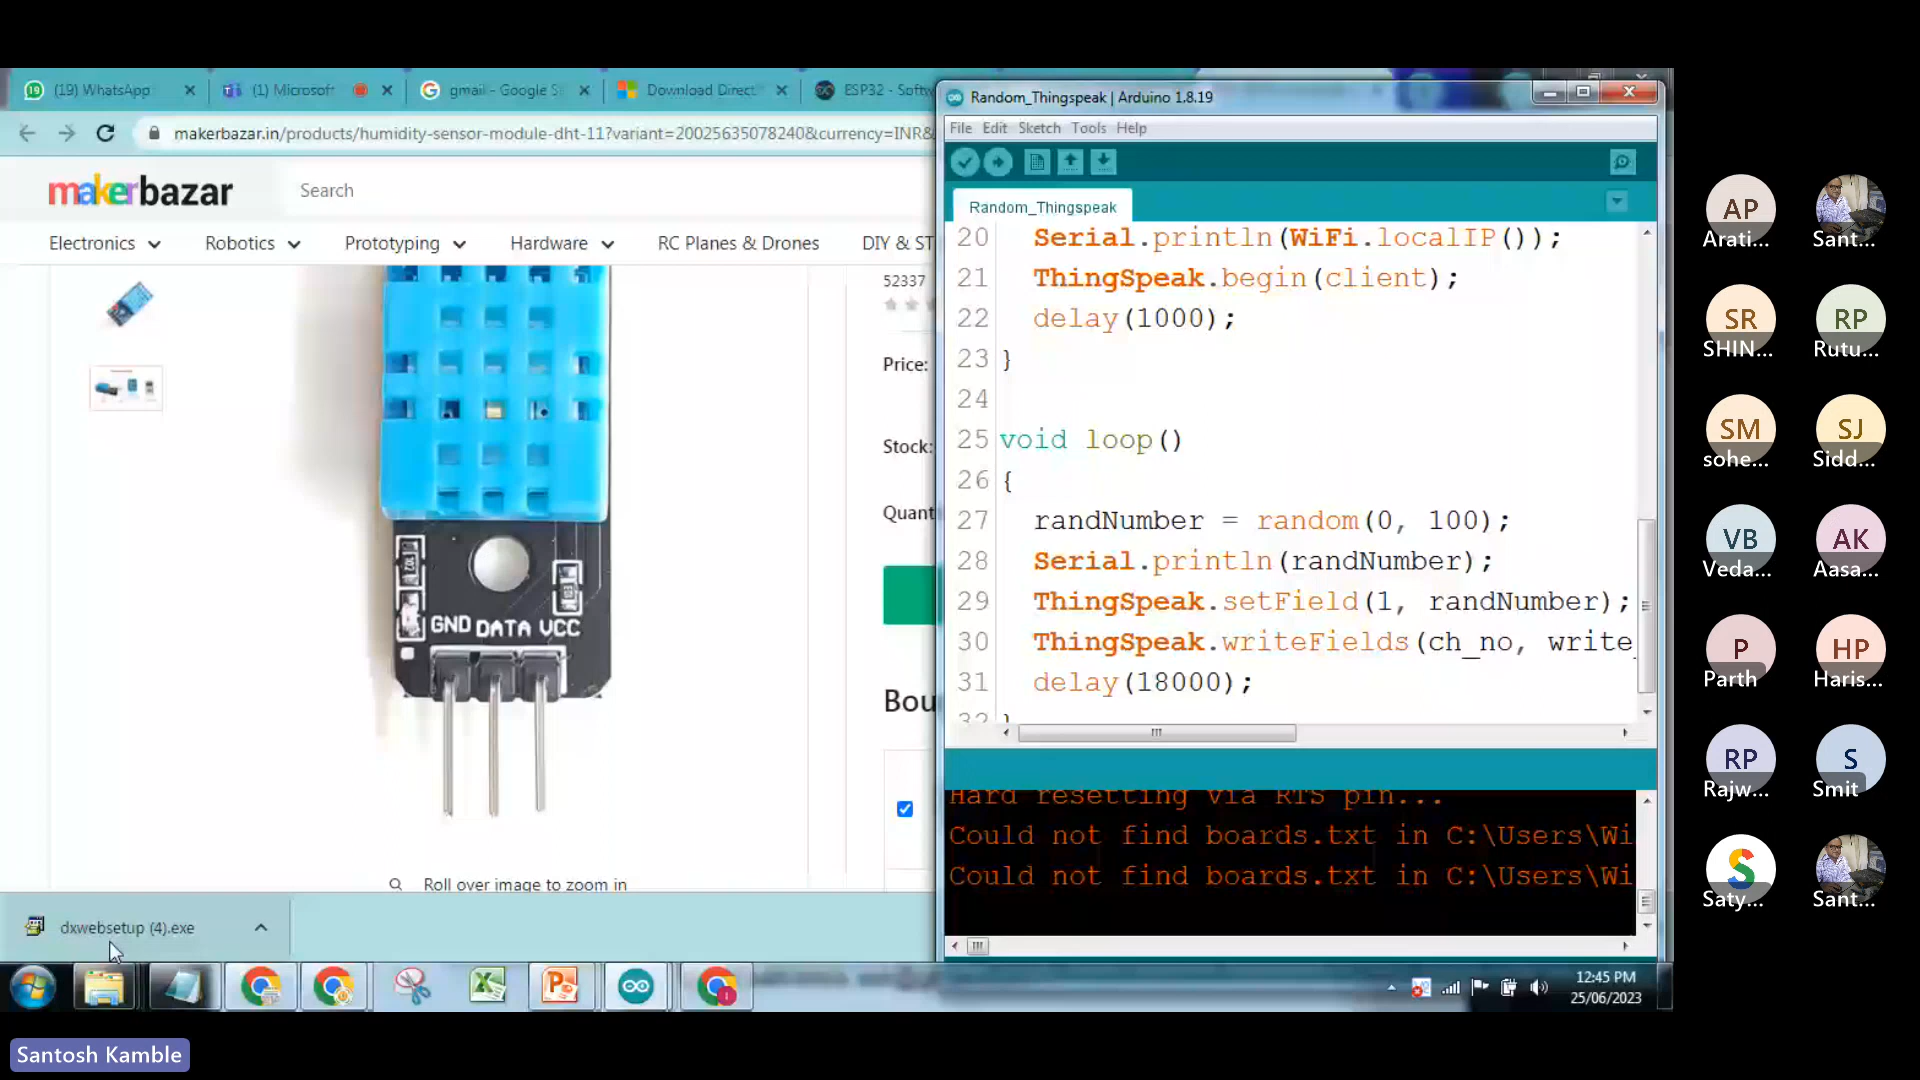 (19) WhatsApp
(1) Microsoft
gmail - Google S
Download Direct
ESP32 - Softw
makerbazar.in/products/humidity-sensor-module-dht-11?variant=20025635078240&currency=INR&
makerbazar
Search
Electronics
Robotics
Prototyping
Hardware
RC Planes & Drones
DIY & ST
52337
Price:
Stock:
Quant
Bou
GND DATA VCC
Roll over image to zoom in
dxwebsetup (4).exe
Random_Thingspeak | Arduino 1.8.19
File Edit Sketch Tools Help
Random_Thingspeak
20 Serial.println(WiFi.localIP());
21 ThingSpeak.begin(client);
22 delay(1000);
23 }
24
25 void loop()
26 {
27 randNumber = random(0, 100);
28 Serial.println(randNumber);
29 ThingSpeak.setField(1, randNumber);
30 ThingSpeak.writeFields(ch_no, write_
31 delay(18000);
32 }
Hard resetting via RTS pin...
Could not find boards.txt in C:\Users\Wi
Could not find boards.txt in C:\Users\Wi
12:45 PM
25/06/2023
AP
Arati...
Sant...
SR
SHIN...
RP
Rutu...
SM
sohe...
SJ
Sidd...
VB
Veda...
AK
Aasa...
P
Parth
HP
Haris...
RP
Rajw...
S
Smit
Saty...
Sant...
Santosh Kamble